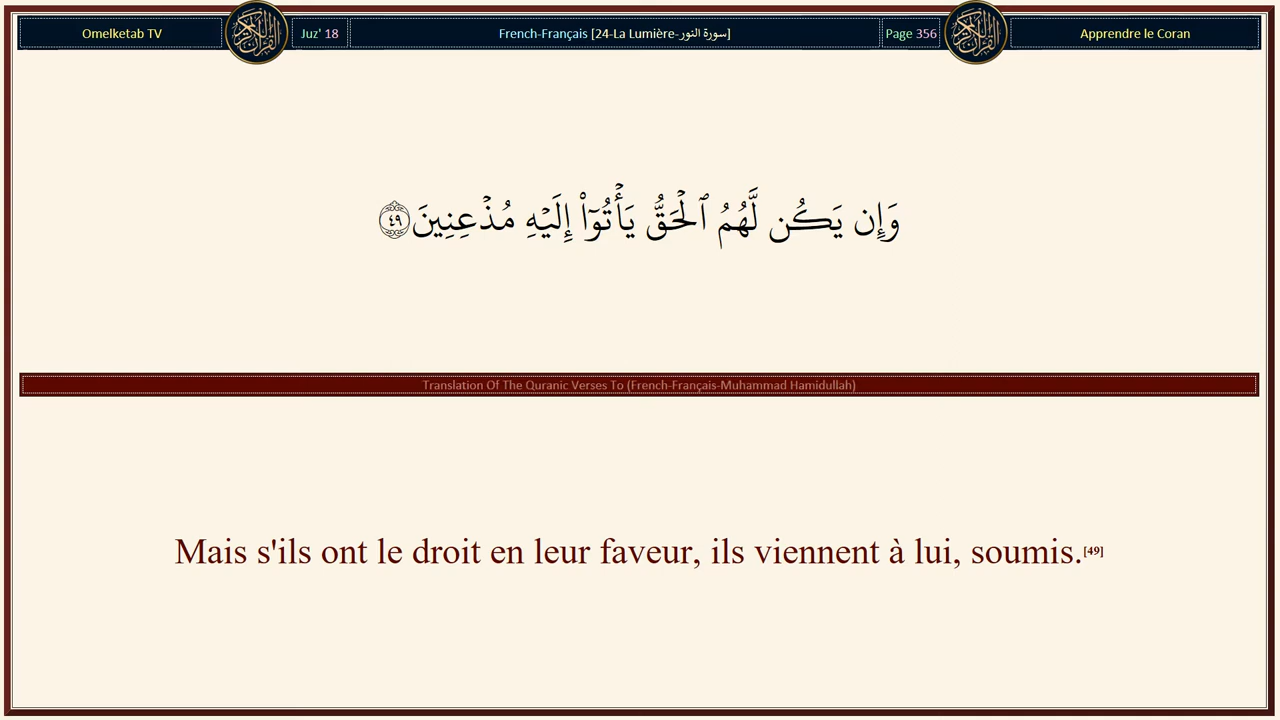 Omelketab TV
Juz' 18
French-Français [24-La Lumière-سورة النور]
Page 356
Apprendre le Coran
وَإِن يَكُن لَّهُمُ ٱلۡحَقُّ يَأۡتُوٓاْ إِلَيۡهِ مُذۡعِنِينَ ٤٩
Translation Of The Quranic Verses To (French-Français-Muhammad Hamidullah)
Mais s'ils ont le droit en leur faveur, ils viennent à lui, soumis.[49]